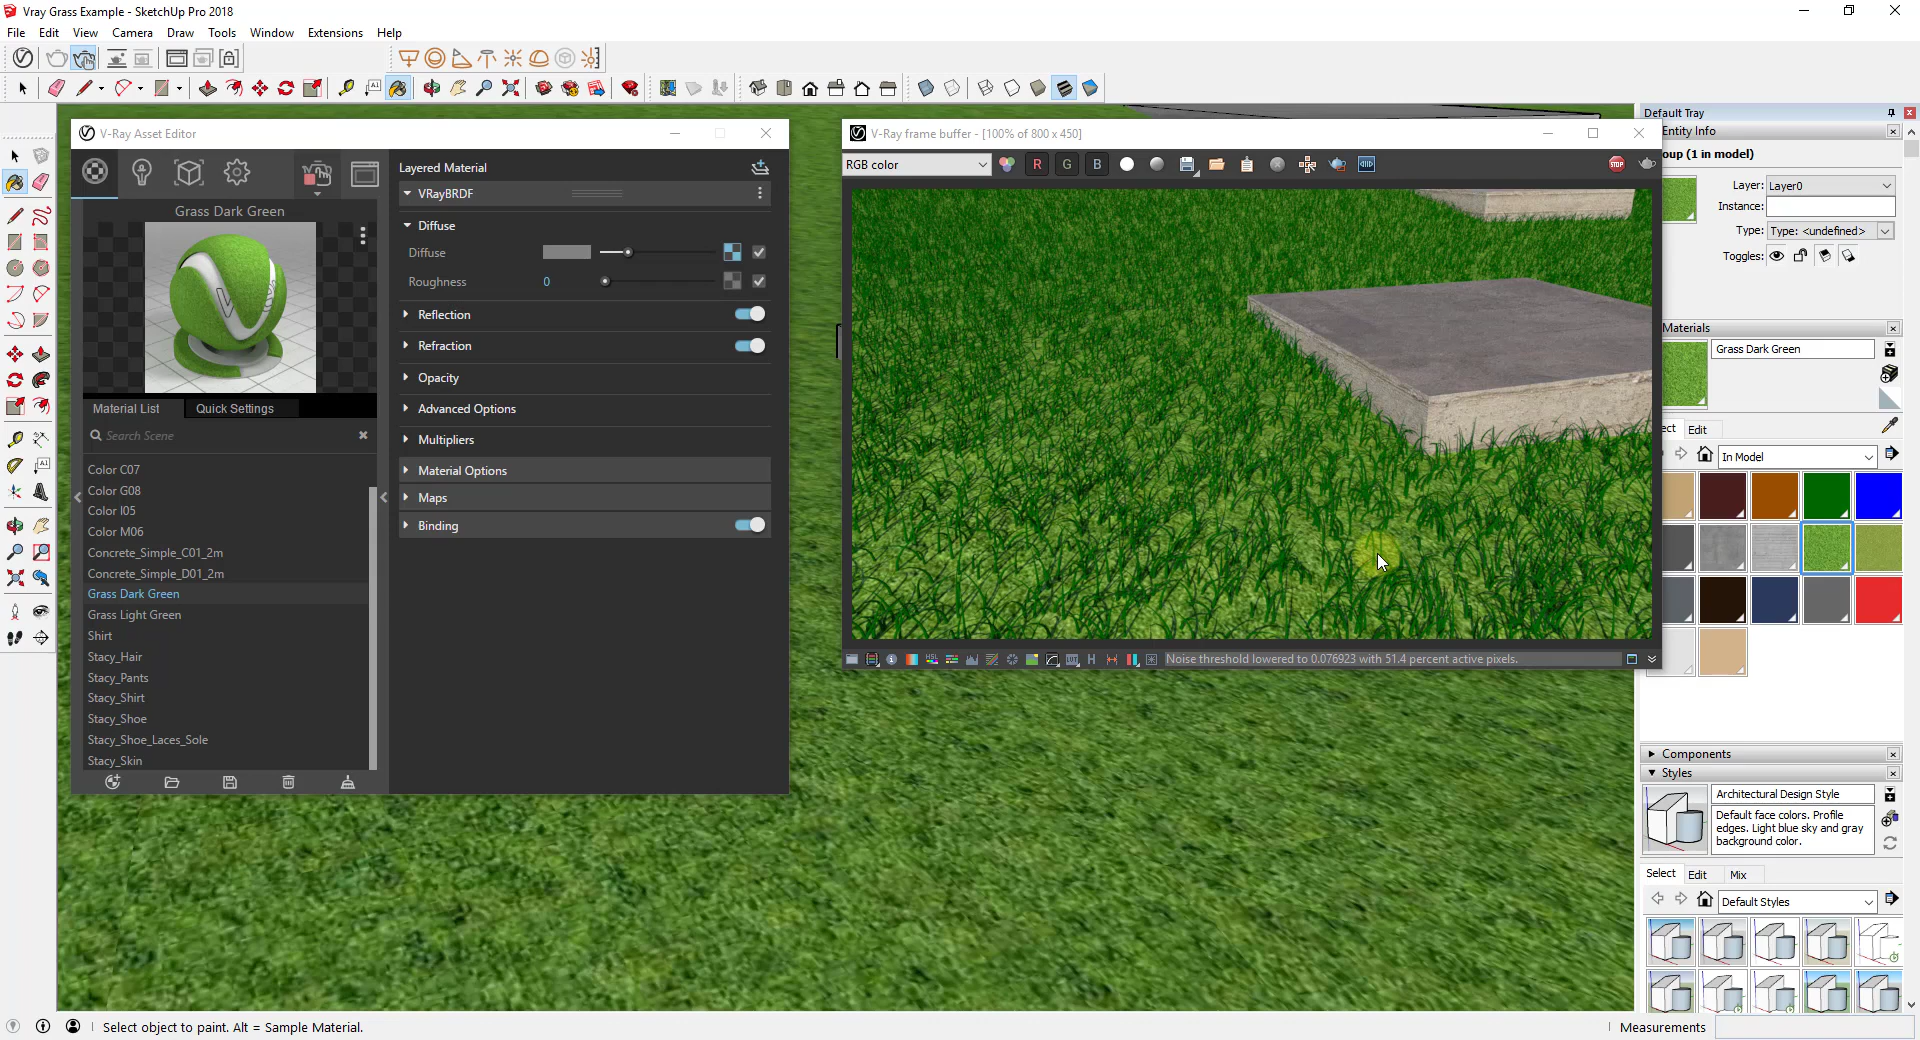 Vray Grass Example - SketchUp Pro 2018
File Edit View Camera Draw Tools Window Extensions Help
V-Ray Asset Editor
Grass Dark Green
Material List
Quick Settings
Search Scene
Color C07
Color G08
Color I05
Color M06
Concrete_Simple_C01_2m
Concrete_Simple_D01_2m
Grass Dark Green
Grass Light Green
Shirt
Stacy_Hair
Stacy_Pants
Stacy_Shirt
Stacy_Shoe
Stacy_Shoe_Laces_Sole
Stacy_Skin
Layered Material
VRayBRDF
Diffuse
Diffuse
Roughness 0
Reflection
Refraction
Opacity
Advanced Options
Multipliers
Material Options
Maps
Binding
V-Ray frame buffer - [100% of 800 x 450]
RGB color
R G B
STOP
Noise threshold lowered to 0.076923 with 51.4 percent active pixels.
Default Tray
Entity Info
oup (1 in model)
Layer: Layer0
Instance:
Type: Type: <undefined>
Toggles:
Materials
Grass Dark Green
ect Edit
In Model
Components
Styles
Architectural Design Style
Default face colors. Profile
edges. Light blue sky and gray
background color.
Select Edit Mix
Default Styles
Select object to paint. Alt = Sample Material.
Measurements